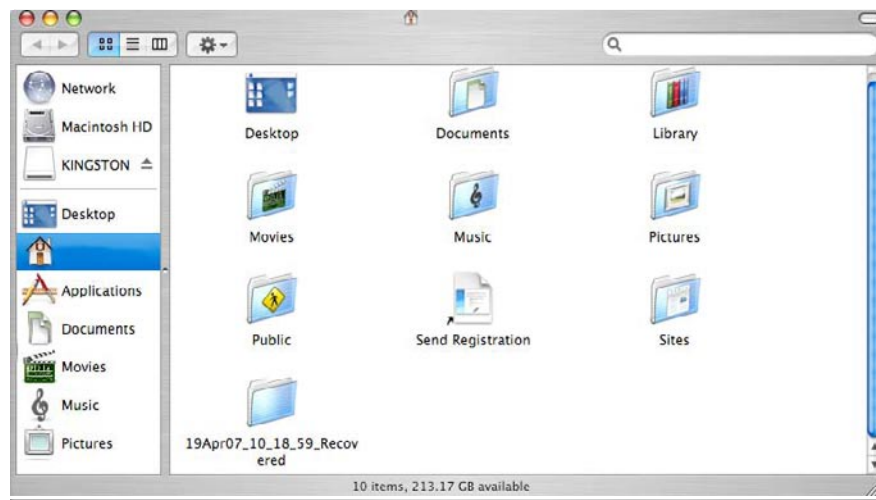 Network
Macintosh HD
KINGSTON
Desktop
Applications
Documents
Movies
Music
Pictures
Desktop
Documents
Library
Movies
Music
Pictures
Public
Send Registration
Sites
19Apr07_10_18_59_Recov
ered
10 items, 213.17 GB available